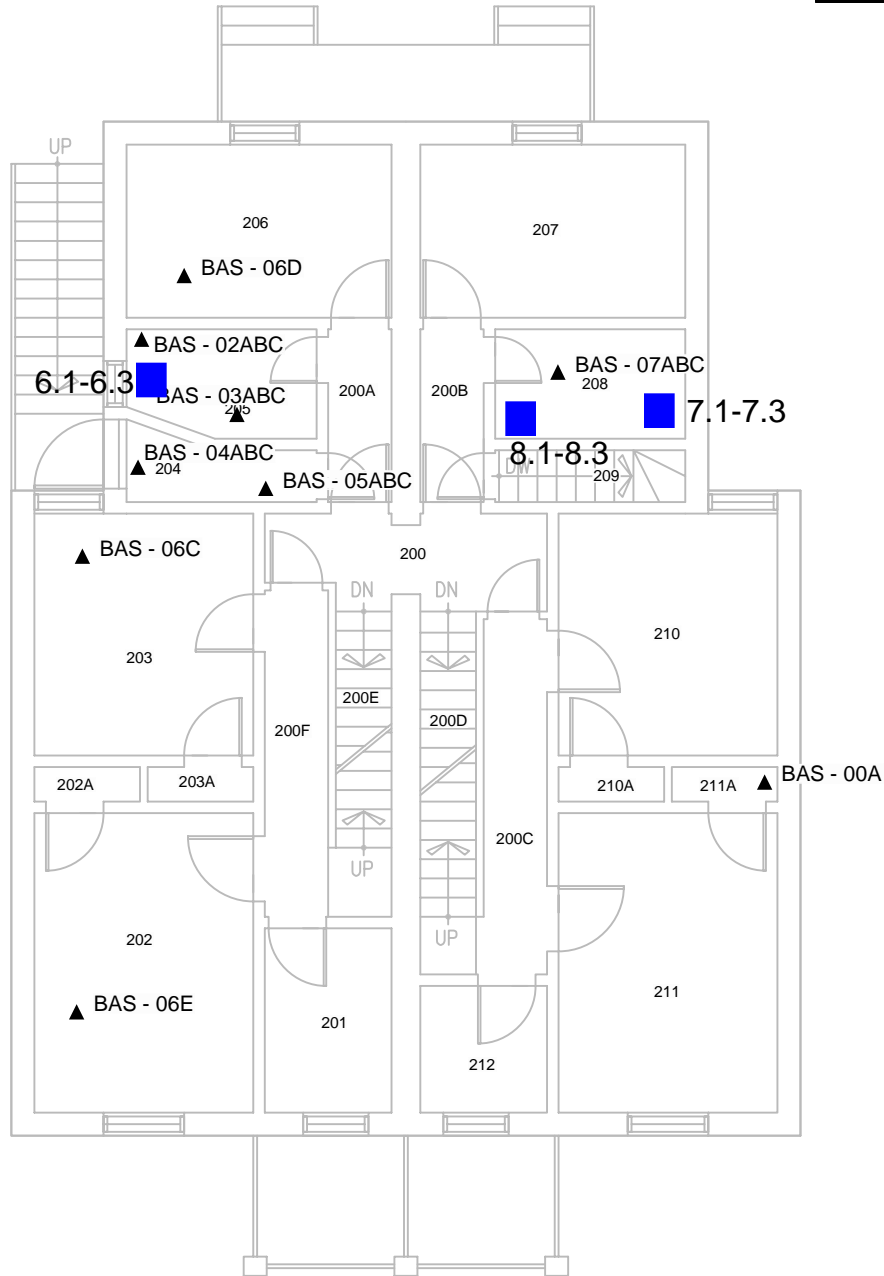 UP
206
207
BAS - 06D
BAS - 02ABC
6.1-6.3
BAS - 03ABC
205
200A
200B
BAS - 07ABC
208
7.1-7.3
8.1-8.3
BAS - 04ABC
204
BAS - 05ABC
DW
209
BAS - 06C
200
DN
DN
203
210
200E
200D
200F
202A
203A
210A
211A
BAS - 00A
200C
UP
UP
202
211
BAS - 06E
201
212